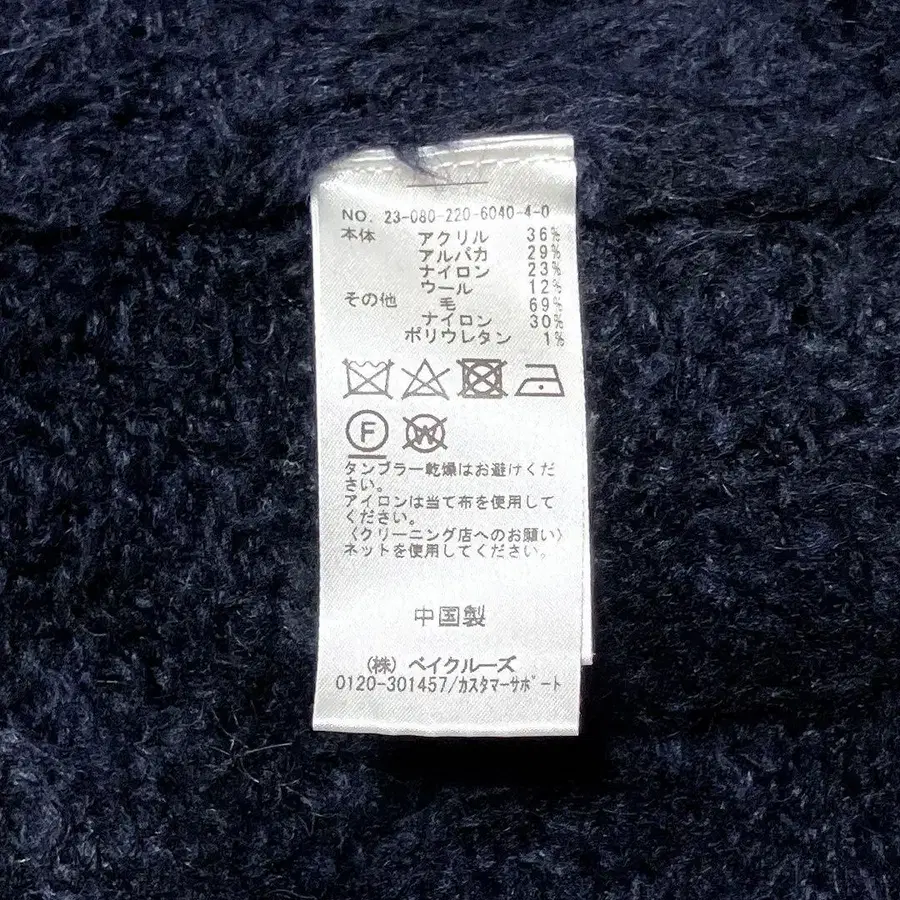 NO. 23-080-220-6040-4-0
本体 アクリル 36%
アルパカ 29%
ナイロン 23%
ウール 12%
その他 毛 69%
ナイロン 30%
ポリウレタン 1%
F W
タンブラー乾燥はお避けくだ
さい。
アイロンは当て布を使用して
ください。
〈クリーニング店へのお願い〉
ネットを使用してください。
中国製
(株) ベイクルーズ
0120-301457/カスタマーサポート